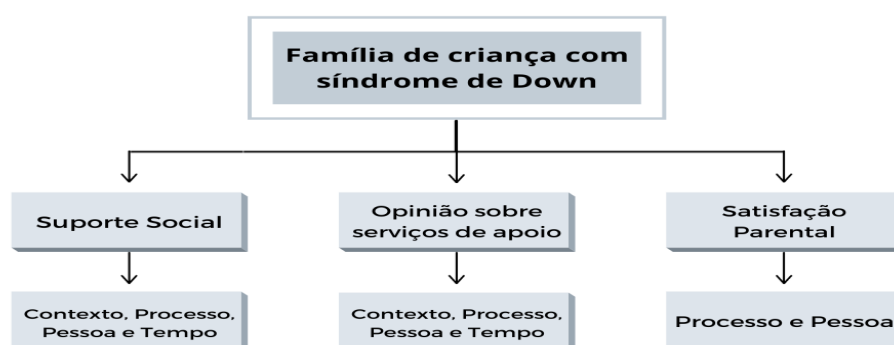 Família de criança com
síndrome de Down
Suporte Social
Opinião sobre
serviços de apoio
Satisfação
Parental
Contexto, Processo,
Pessoa e Tempo
Contexto, Processo,
Pessoa e Tempo
Processo e Pessoa